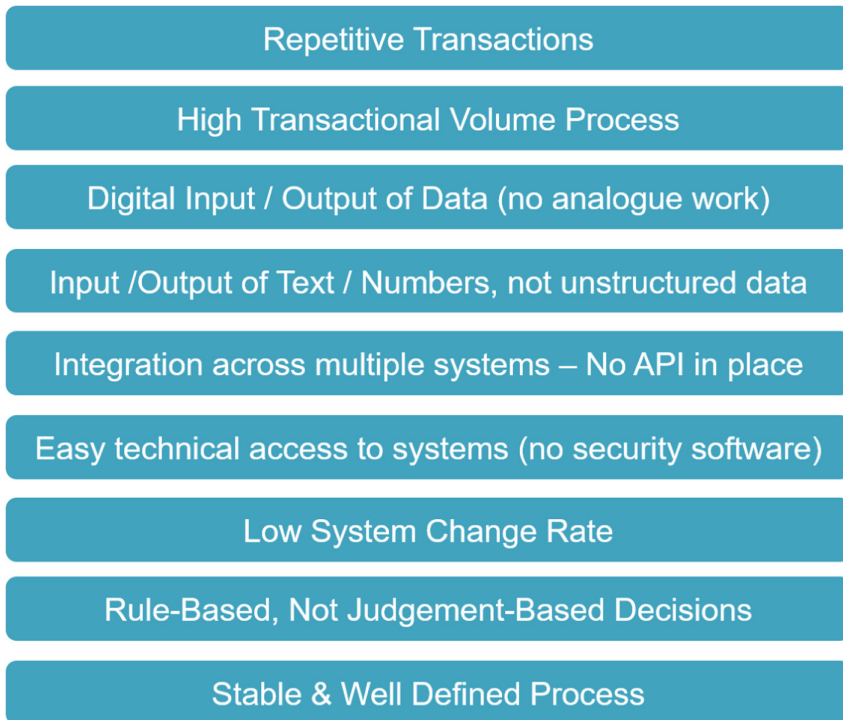 Repetitive Transactions
High Transactional Volume Process
Digital Input / Output of Data (no analogue work)
Input /Output of Text / Numbers, not unstructured data
Integration across multiple systems – No API in place
Easy technical access to systems (no security software)
Low System Change Rate
Rule-Based, Not Judgement-Based Decisions
Stable & Well Defined Process